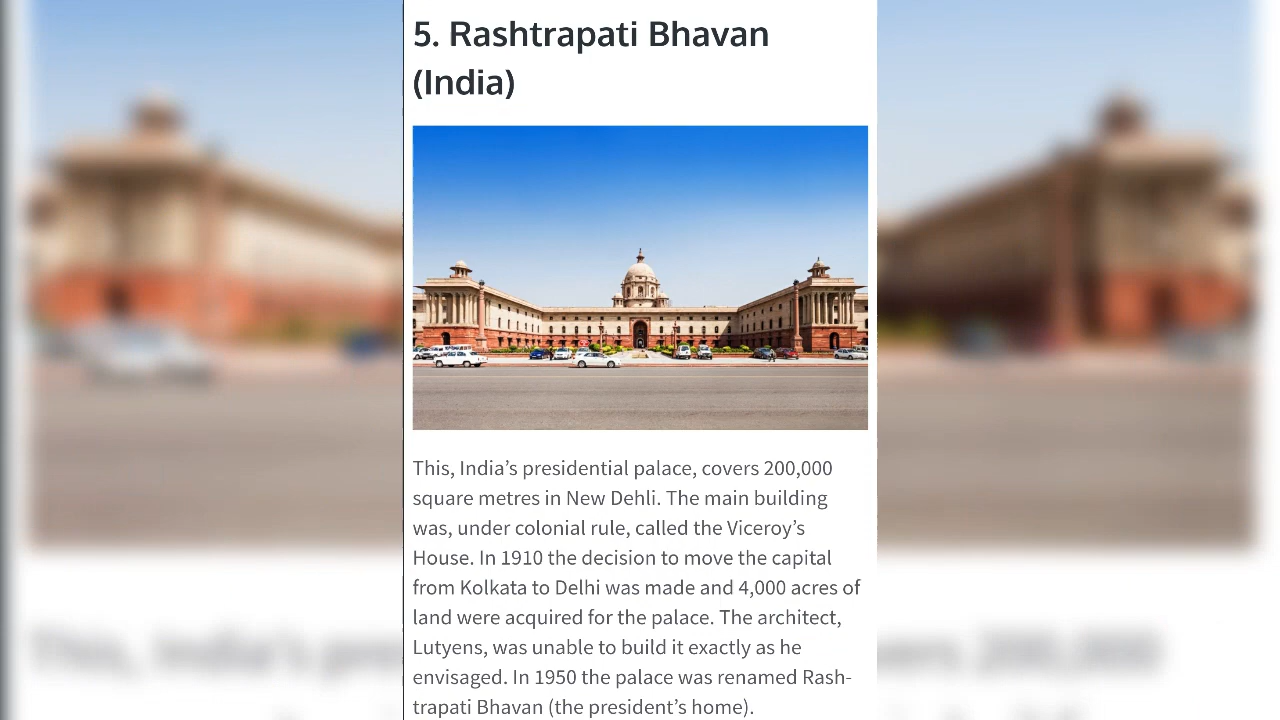 5. Rashtrapati Bhavan
(India)
This, India’s presidential palace, covers 200,000
square metres in New Dehli. The main building
was, under colonial rule, called the Viceroy’s
House. In 1910 the decision to move the capital
from Kolkata to Delhi was made and 4,000 acres of
land were acquired for the palace. The architect,
Lutyens, was unable to build it exactly as he
envisaged. In 1950 the palace was renamed Rash-
trapati Bhavan (the president’s home).